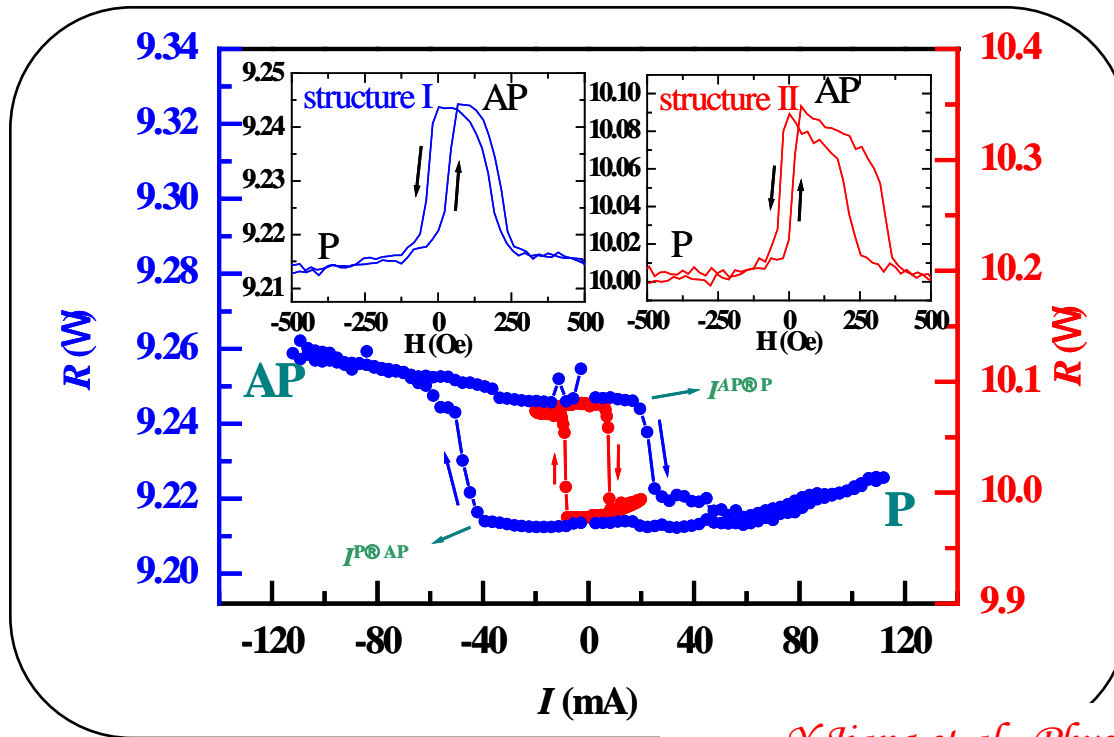 9.34
9.32
9.30
9.28
9.26
9.24
9.22
9.20
R (W)
10.4
10.3
10.2
10.1
10.0
9.9
R (W)
9.25
9.24
9.23
9.22
9.21
structure I
AP
P
-500 -250 0 250 500
H (Oe)
10.10
10.08
10.06
10.04
10.02
10.00
structure II
AP
P
-500 -250 0 250 500
H (Oe)
AP
I AP®P
P
I P®AP
-120 -80 -40 0 40 80 120
I (mA)
et al.